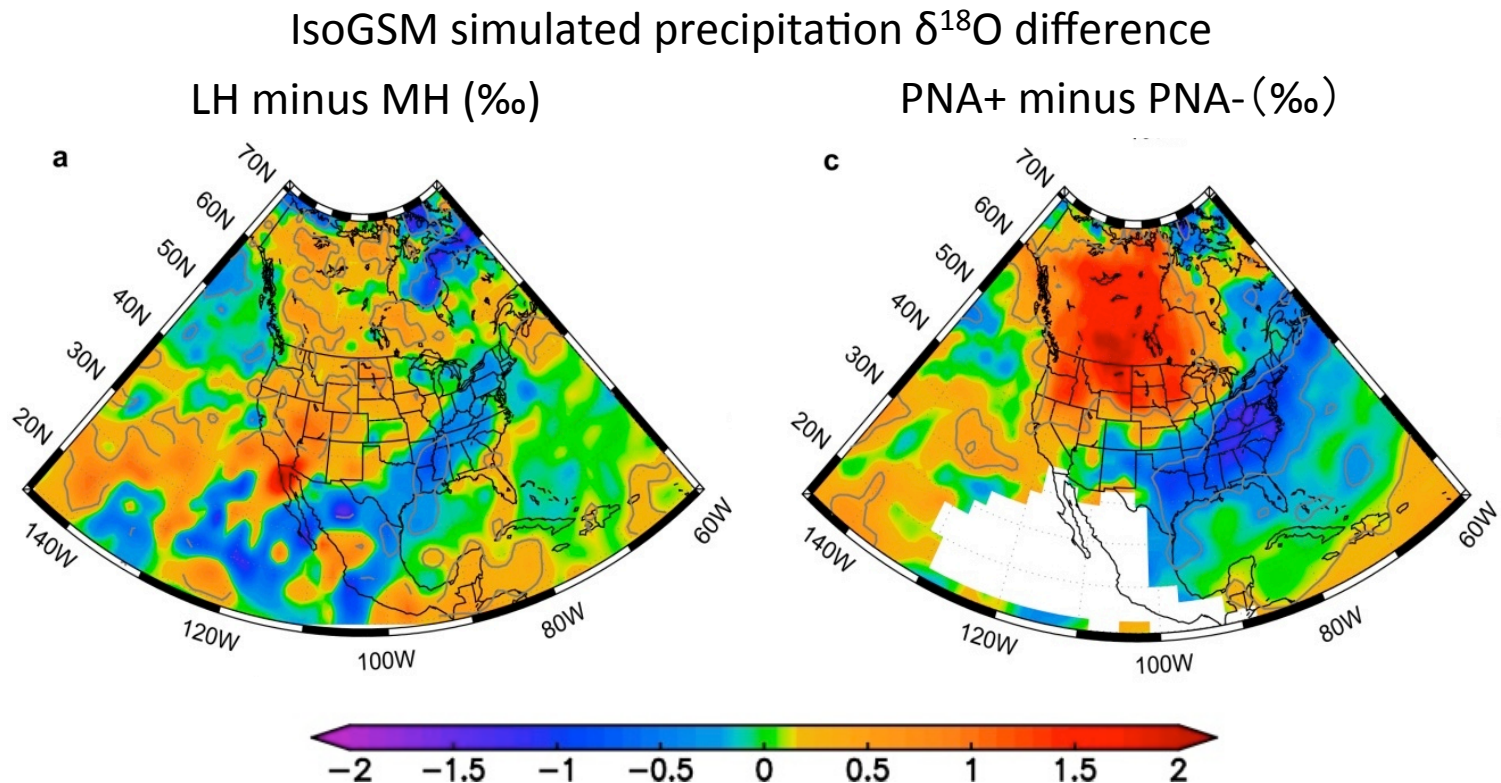 IsoGSM simulated precipitation δ¹⁸O difference
LH minus MH (‰)
PNA+ minus PNA-（‰）
a
70N
60N
50N
40N
30N
20N
140W
120W
100W
80W
60W
c
70N
60N
50N
40N
30N
20N
140W
120W
100W
80W
60W
−2 −1.5 −1 −0.5 0 0.5 1 1.5 2